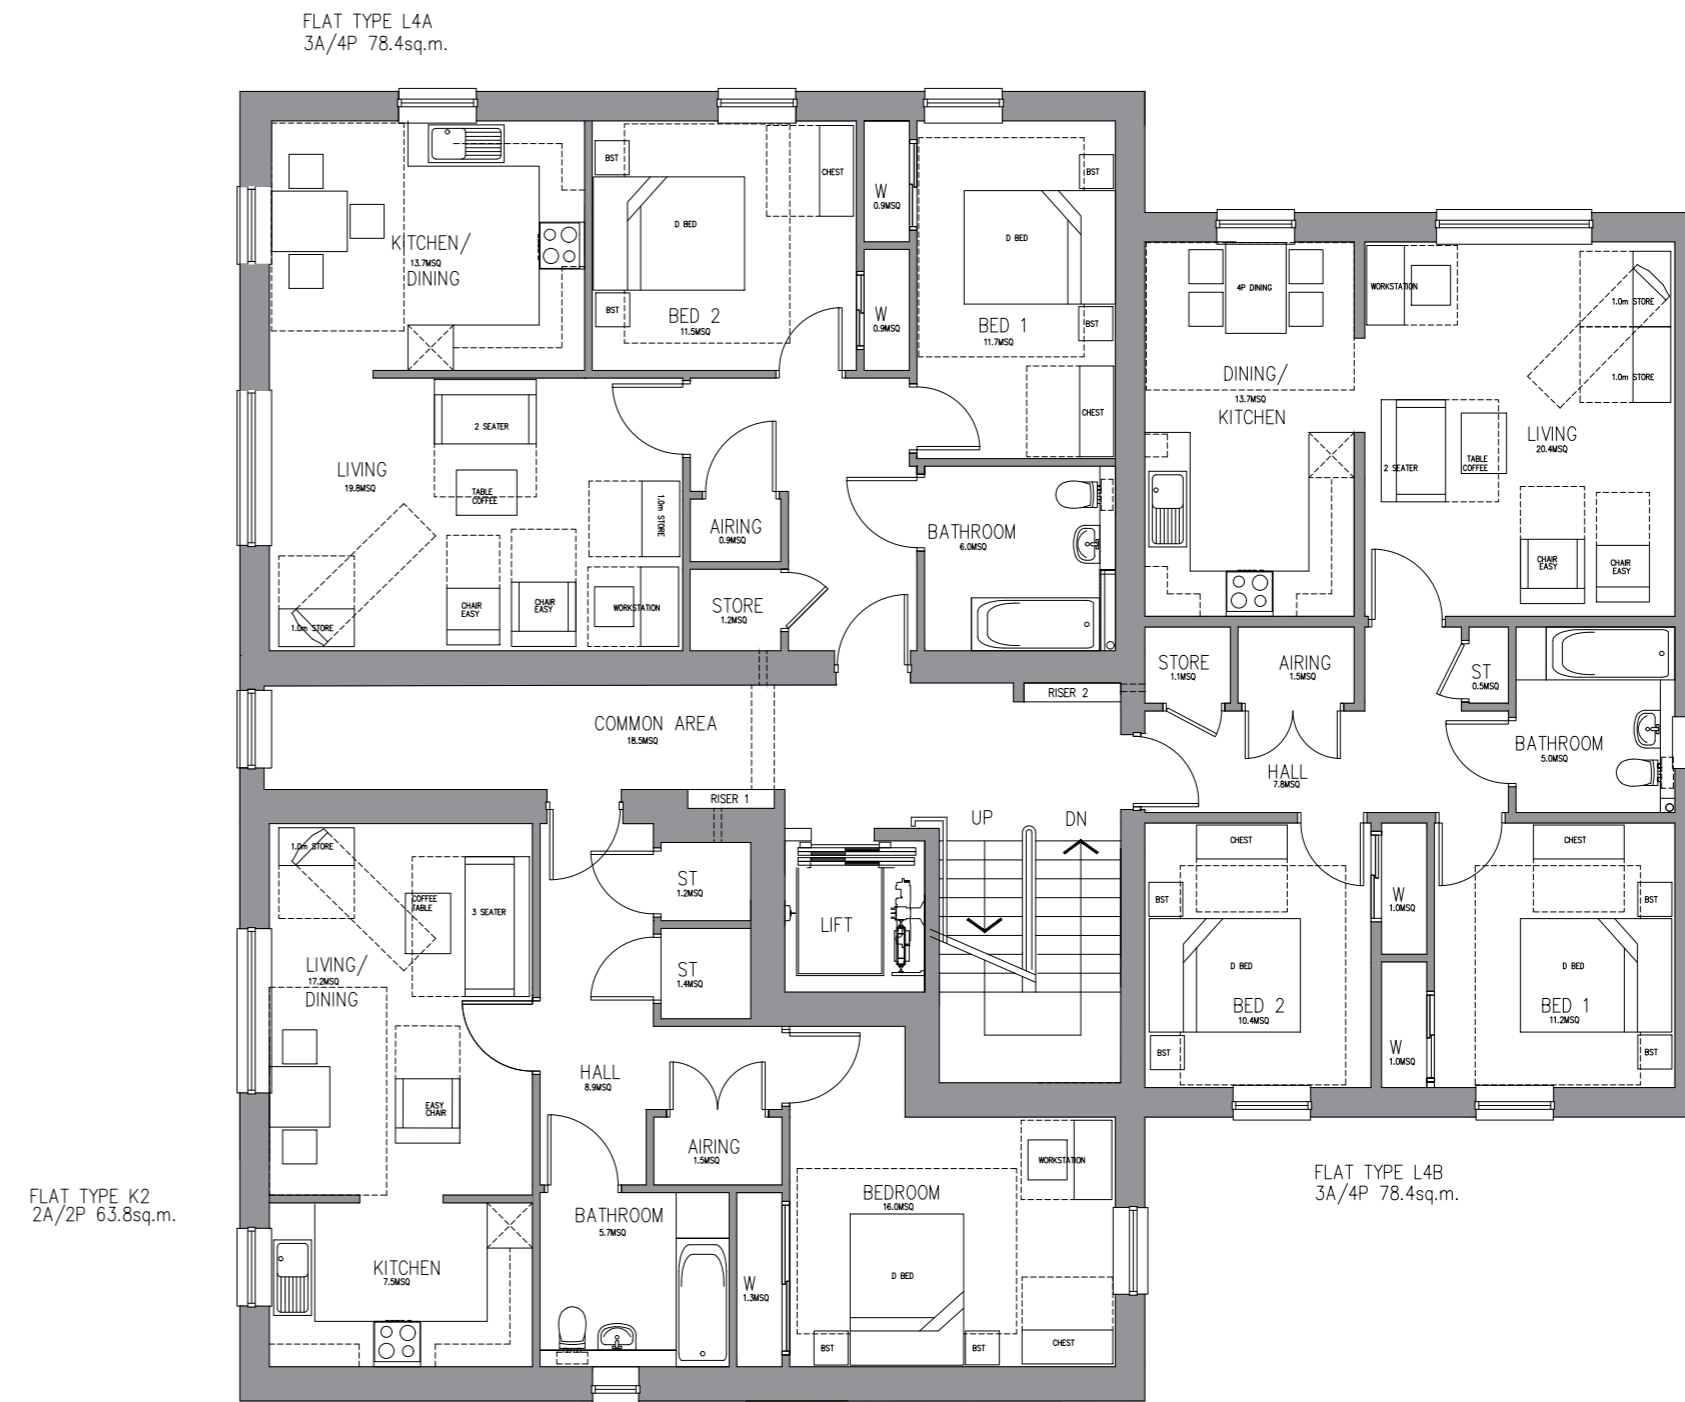 FLAT TYPE L4A
3A/4P 78.4sq.m.
KITCHEN/
13.7MSQ
DINING
BST
D BED
BST
CHEST
BED 2
11.5MSQ
W
0.9MSQ
W
0.9MSQ
BST
D BED
BST
BED 1
11.7MSQ
CHEST
LIVING
19.8MSQ
2 SEATER
TABLE
COFFEE
1.0m STORE
1.0m STORE
CHAIR
EASY
CHAIR
EASY
WORKSTATION
AIRING
0.9MSQ
STORE
1.2MSQ
BATHROOM
6.0MSQ
4P DINING
DINING/
13.7MSQ
KITCHEN
WORKSTATION
1.0m STORE
1.0m STORE
LIVING
20.4MSQ
2 SEATER
TABLE
COFFEE
CHAIR
EASY
CHAIR
EASY
COMMON AREA
18.5MSQ
RISER 2
RISER 1
STORE
1.1MSQ
AIRING
1.5MSQ
ST
0.5MSQ
BATHROOM
5.0MSQ
HALL
7.8MSQ
UP
DN
LIFT
CHEST
BST
D BED
BED 2
10.4MSQ
BST
W
1.0MSQ
W
1.0MSQ
CHEST
BST
D BED
BED 1
11.2MSQ
BST
1.0m STORE
COFFEE
TABLE
3 SEATER
LIVING/
17.2MSQ
DINING
EASY
CHAIR
ST
1.2MSQ
ST
1.4MSQ
HALL
8.9MSQ
AIRING
1.5MSQ
WORKSTATION
BEDROOM
16.0MSQ
D BED
BST
BST
CHEST
W
1.3MSQ
BATHROOM
5.7MSQ
KITCHEN
7.5MSQ
FLAT TYPE K2
2A/2P 63.8sq.m.
FLAT TYPE L4B
3A/4P 78.4sq.m.